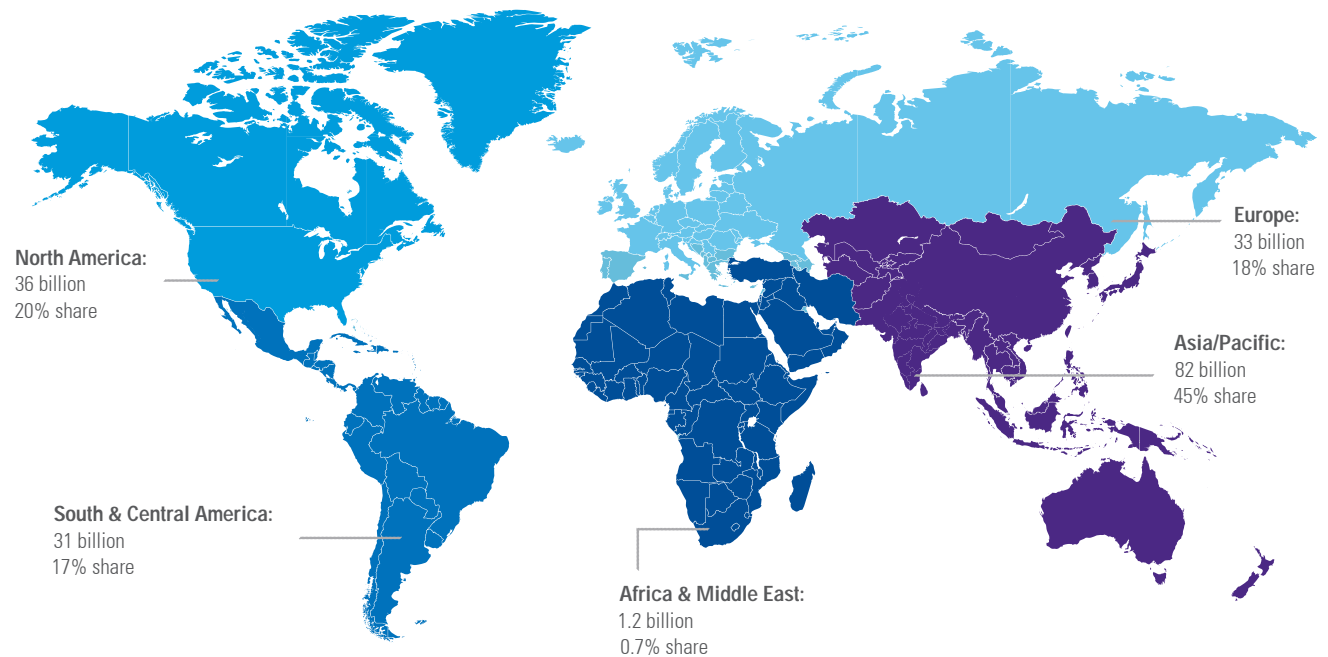 North America:
36 billion
20% share
South & Central America:
31 billion
17% share
Africa & Middle East:
1.2 billion
0.7% share
Europe:
33 billion
18% share
Asia/Pacific:
82 billion
45% share